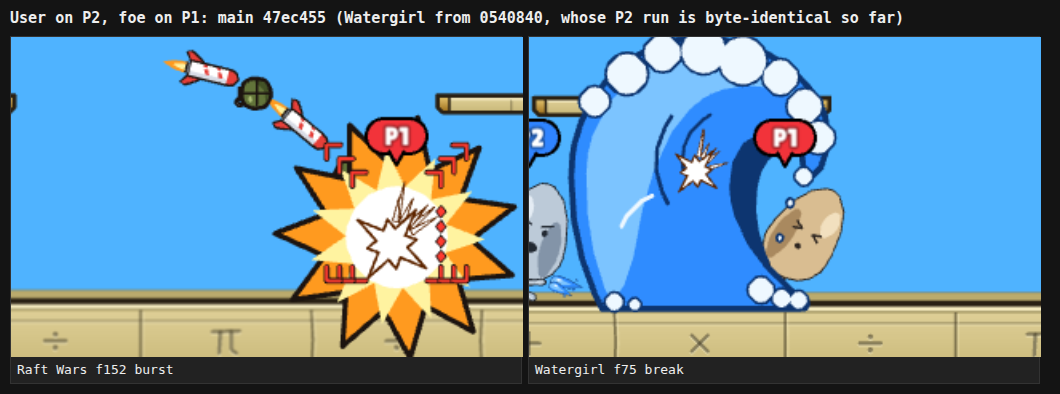 User on P2, foe on P1: main 47ec455 (Watergirl from 0540840, whose P2 run is byte-identical so far)
P1
÷ π ÷
Raft Wars f152 burst
2
P1
× ÷
Watergirl f75 break